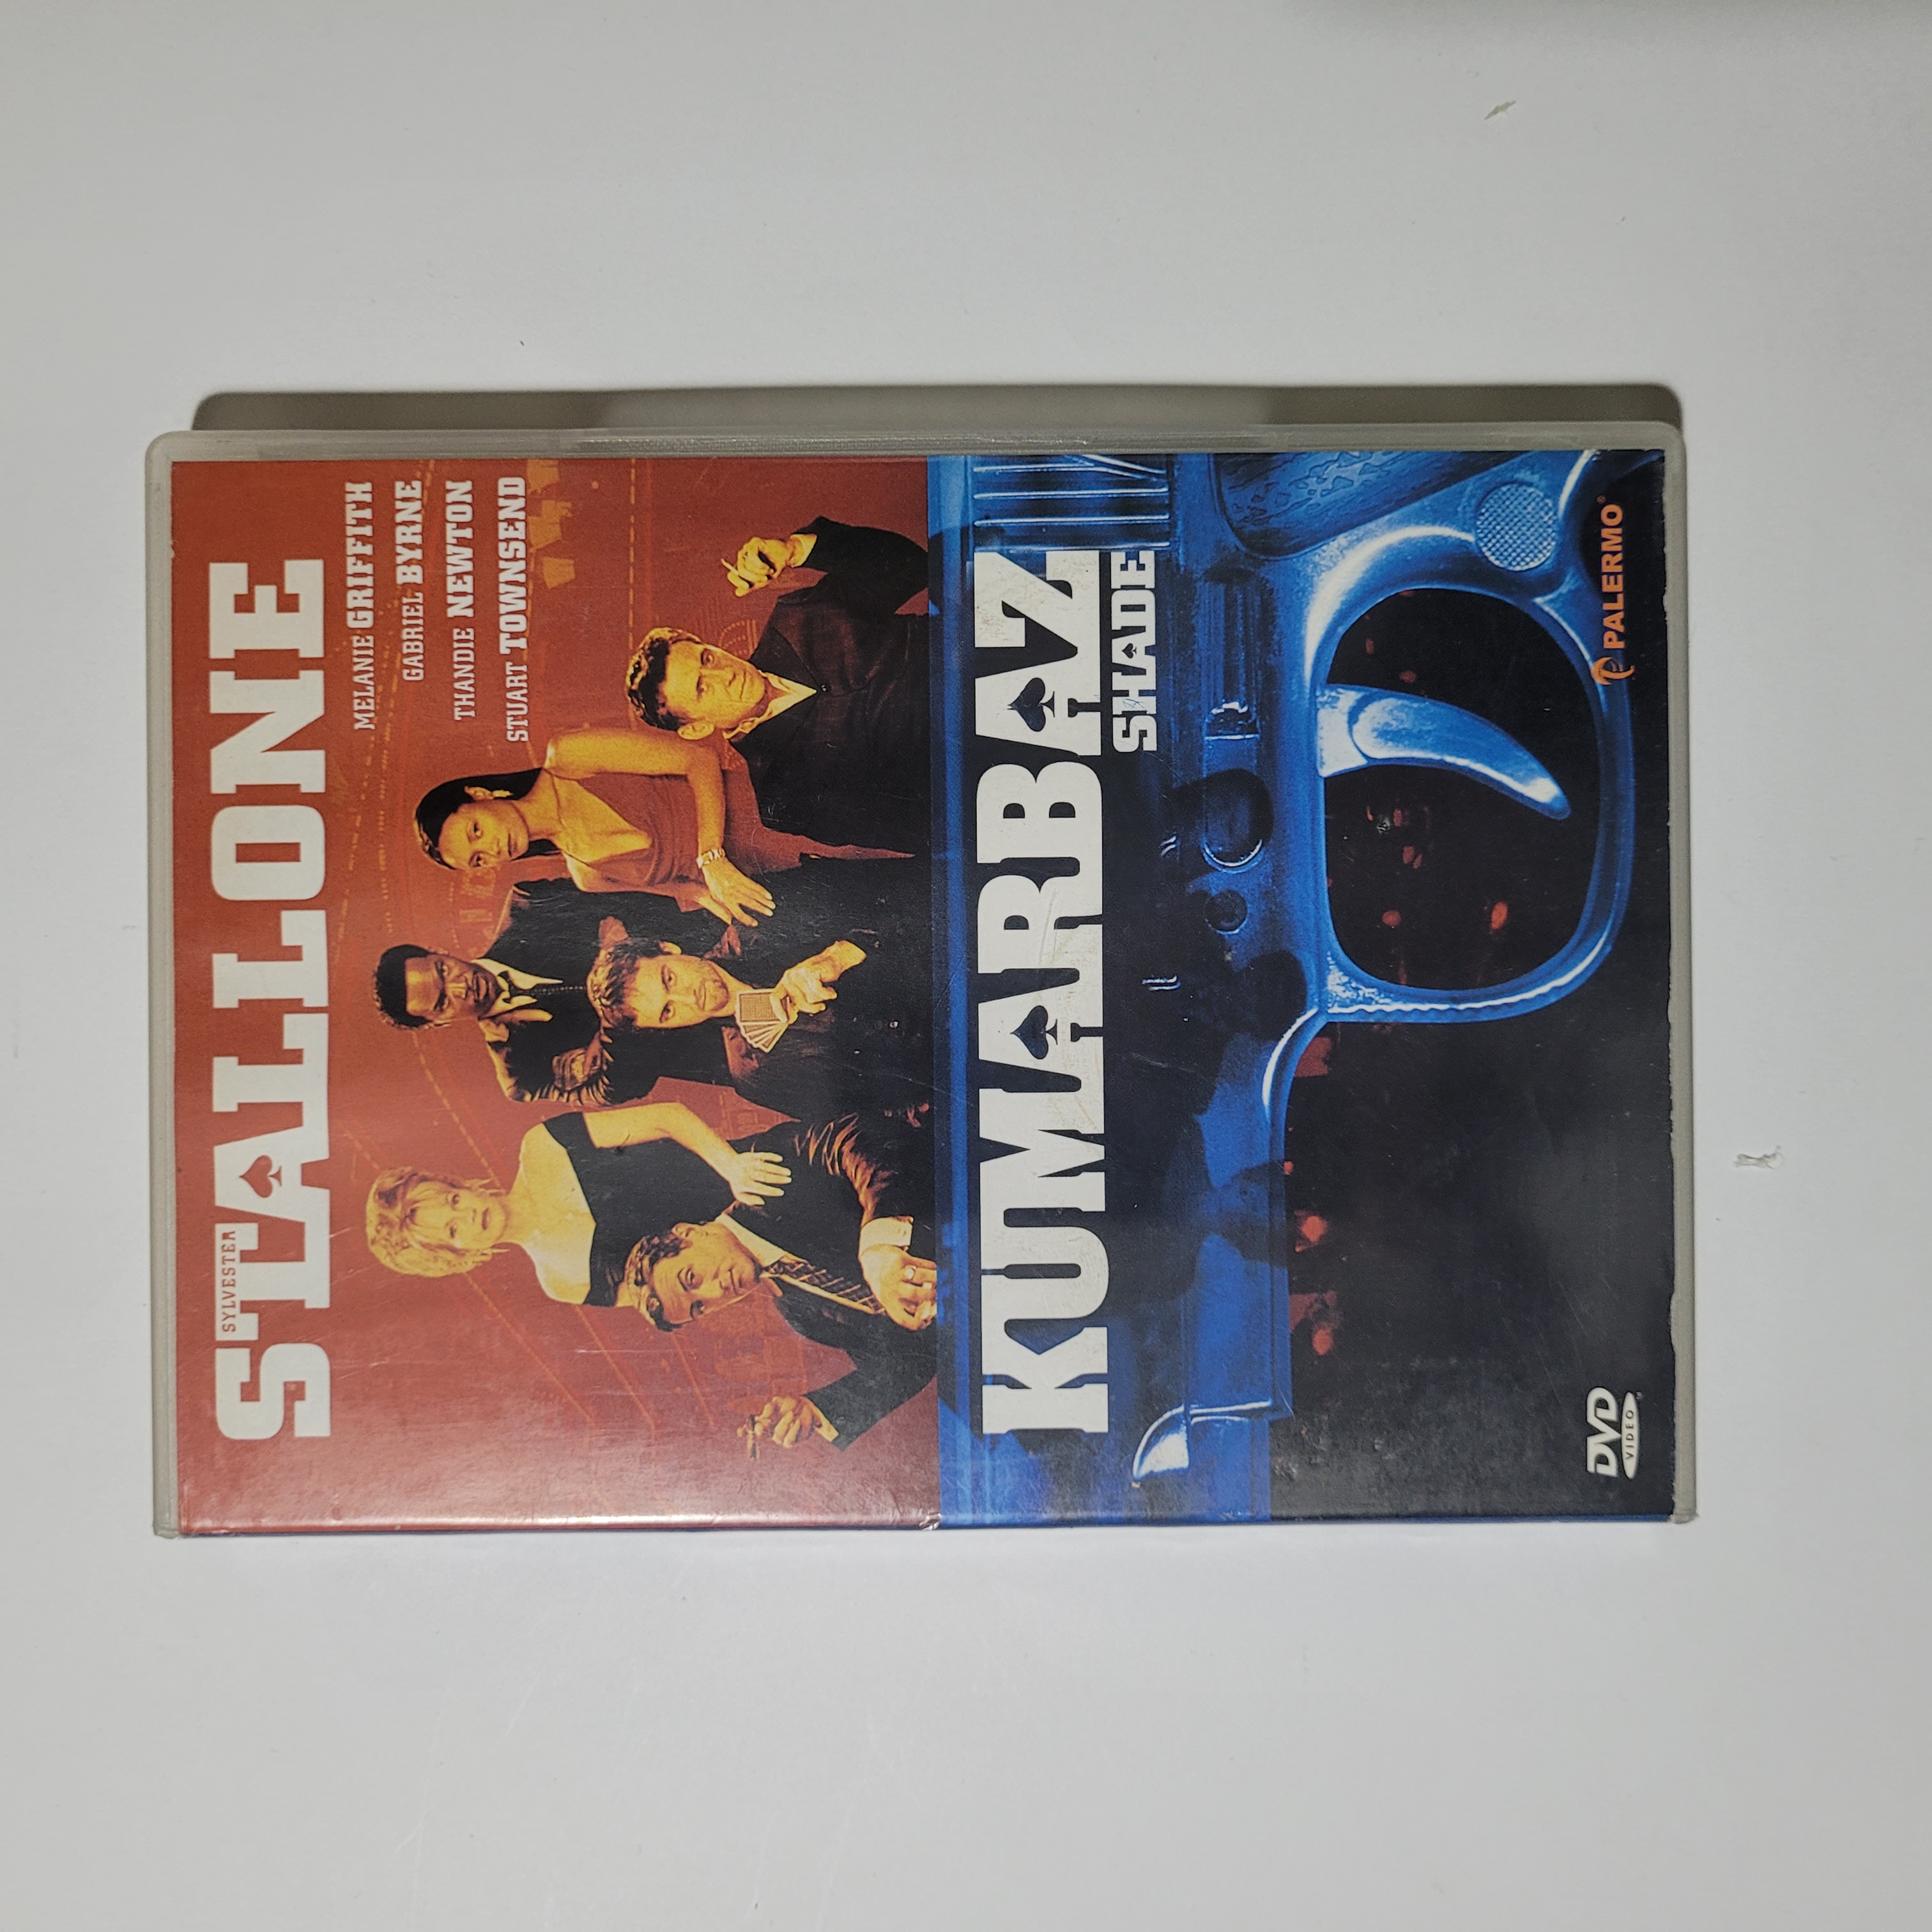 SYLVESTER
STALLONE
MELANIE GRIFFITH
GABRIEL BYRNE
THANDIE NEWTON
STUART TOWNSEND
KUMARBAZ
SHADE
DVD
VIDEO
PALERMO